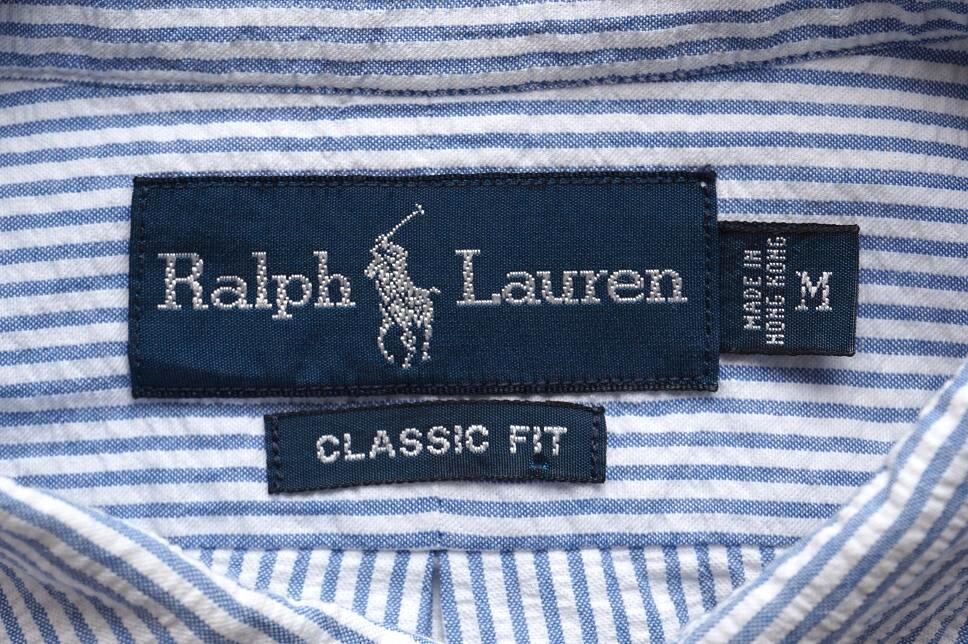 Ralph Lauren
MADE IN
HONG KONG
M
CLASSIC FIT